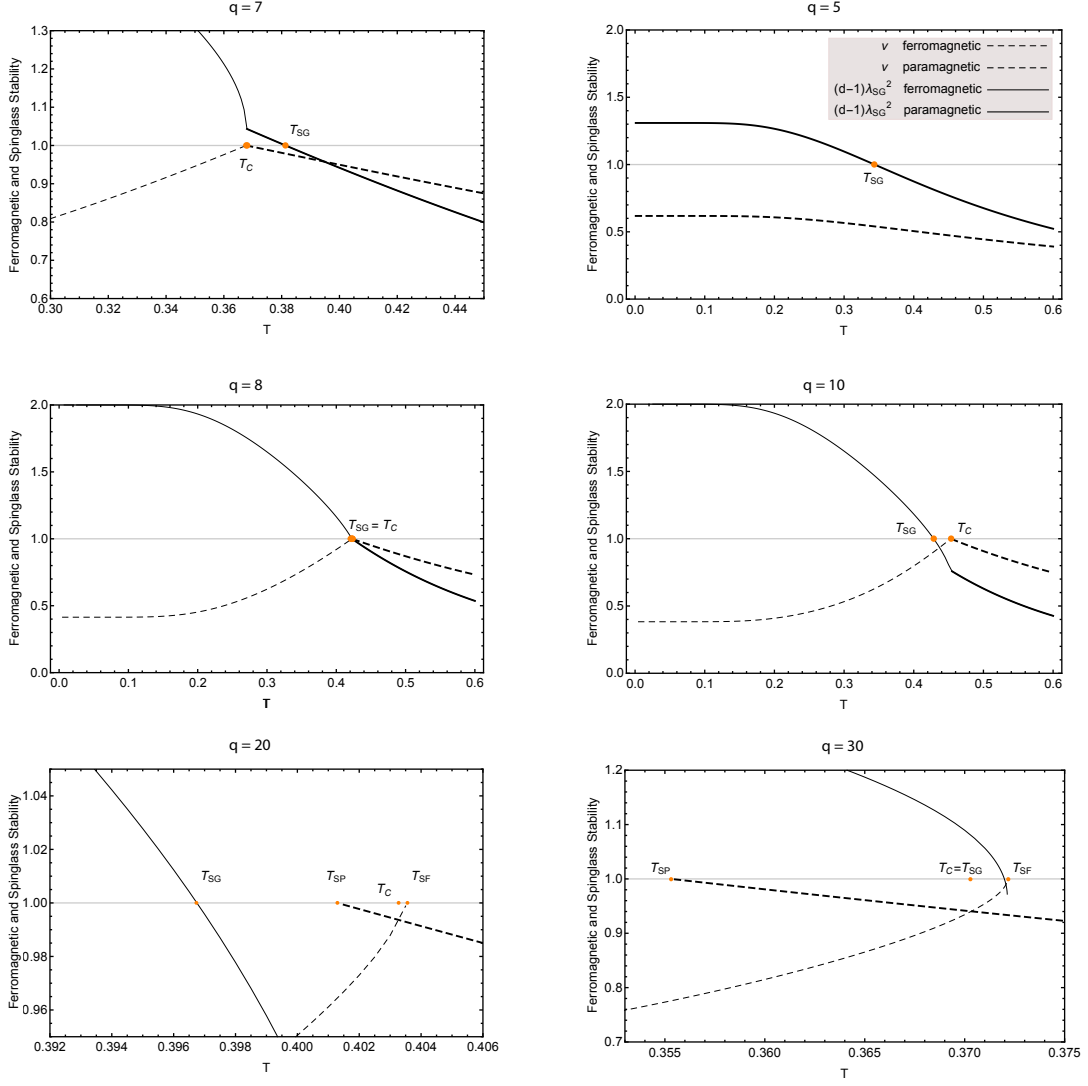 q = 7
Ferromagnetic and Spinglass Stability
1.3
1.2
1.1
1.0
0.9
0.8
0.7
0.6
T_SG
T_C
0.30 0.32 0.34 0.36 0.38 0.40 0.42 0.44
T
q = 5
Ferromagnetic and Spinglass Stability
2.0
1.5
1.0
0.5
0.0
ν ferromagnetic
ν paramagnetic
(d-1)λ_SG^2 ferromagnetic
(d-1)λ_SG^2 paramagnetic
T_SG
0.0 0.1 0.2 0.3 0.4 0.5 0.6
T
q = 8
Ferromagnetic and Spinglass Stability
2.0
1.5
1.0
0.5
0.0
T_SG = T_C
0.0 0.1 0.2 0.3 0.4 0.5 0.6
T
q = 10
Ferromagnetic and Spinglass Stability
2.0
1.5
1.0
0.5
0.0
T_SG T_C
0.0 0.1 0.2 0.3 0.4 0.5 0.6
T
q = 20
Ferromagnetic and Spinglass Stability
1.04
1.02
1.00
0.98
0.96
T_SG T_SP T_C T_SF
0.392 0.394 0.396 0.398 0.400 0.402 0.404 0.406
T
q = 30
Ferromagnetic and Spinglass Stability
1.2
1.1
1.0
0.9
0.8
0.7
T_SP T_C=T_SG T_SF
0.355 0.360 0.365 0.370 0.375
T